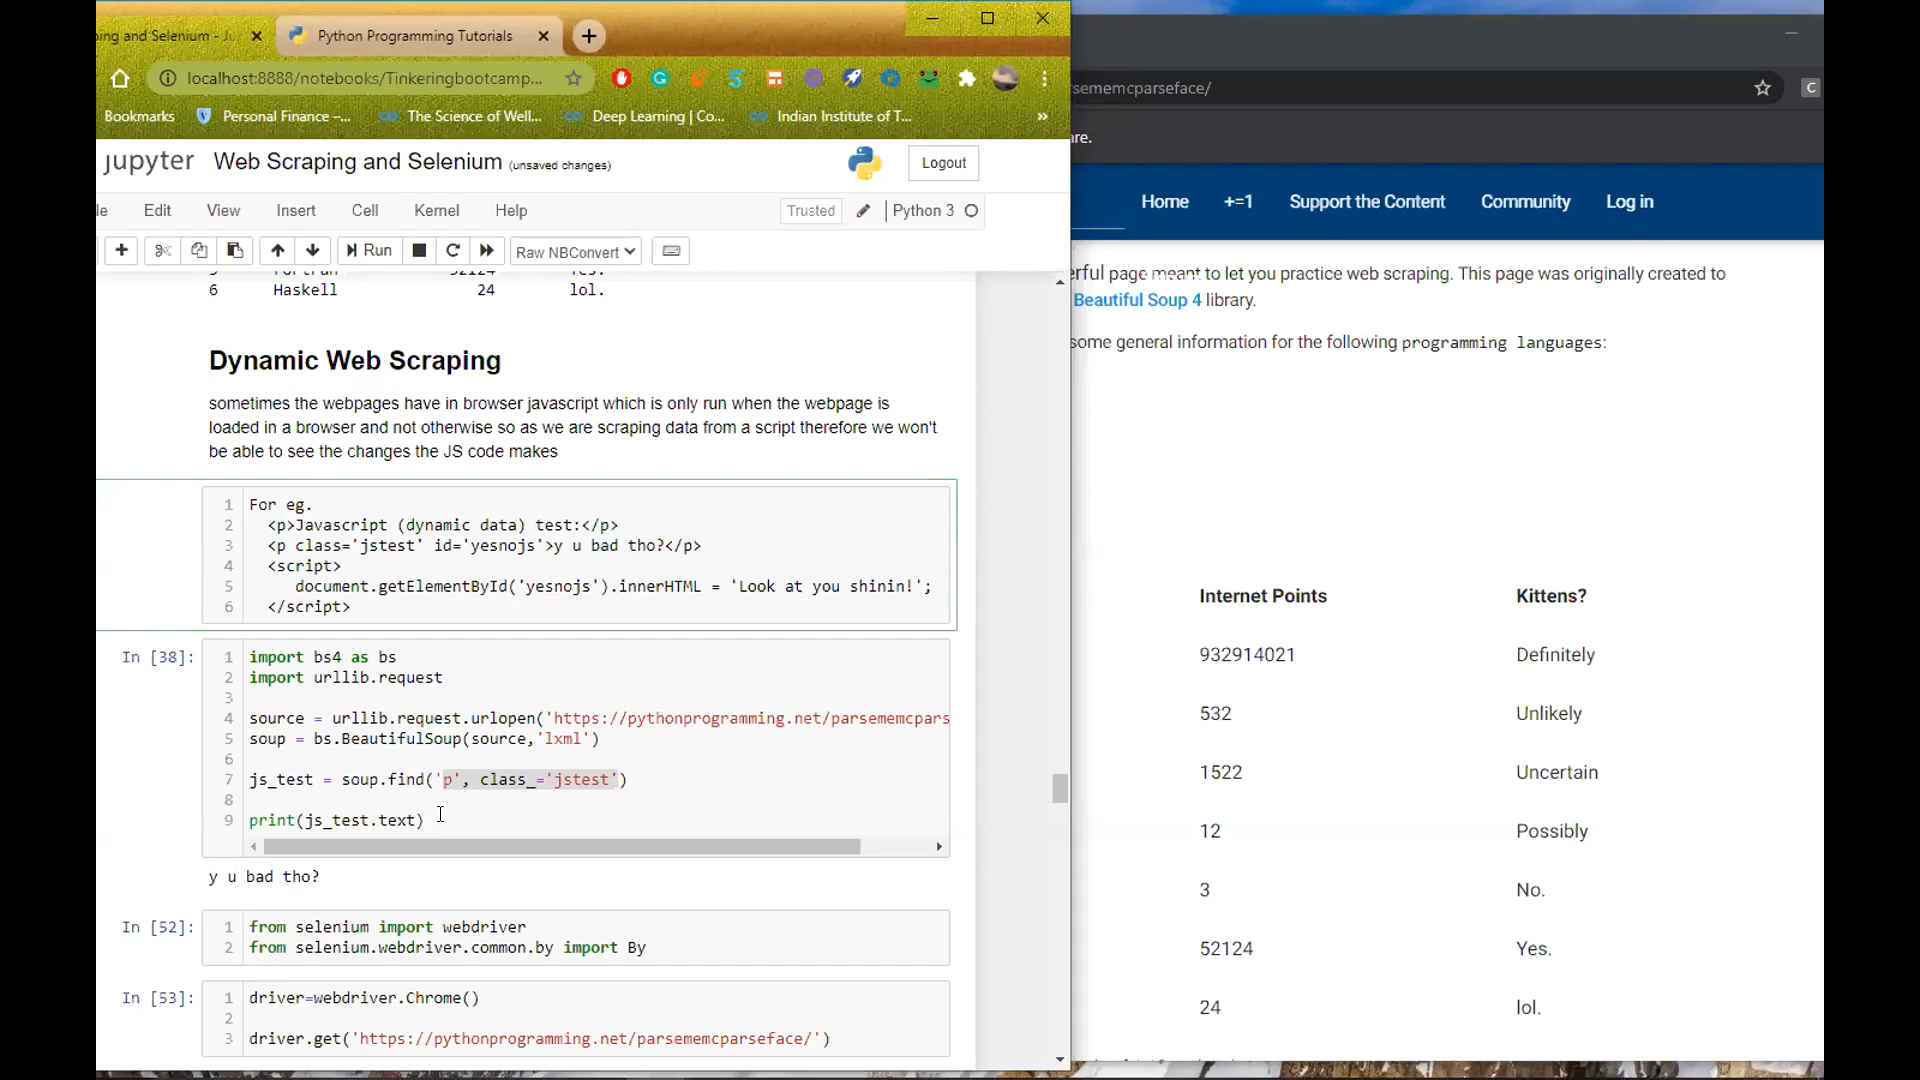 ing and Selenium - Ju
Python Programming Tutorials
localhost:8888/notebooks/Tinkeringbootcamp...
Bookmarks
Personal Finance –...
The Science of Well...
Deep Learning | Co...
Indian Institute of T...
»
jupyter Web Scraping and Selenium (unsaved changes)
Logout
le Edit View Insert Cell Kernel Help
Trusted
Python 3
Run
Raw NBConvert
Fortran 52124 Yes.
6 Haskell 24 lol.
Dynamic Web Scraping
sometimes the webpages have in browser javascript which is only run when the webpage is
loaded in a browser and not otherwise so as we are scraping data from a script therefore we won't
be able to see the changes the JS code makes
1 For eg.
2 <p>Javascript (dynamic data) test:</p>
3 <p class='jstest' id='yesnojs'>y u bad tho?</p>
4 <script>
5 document.getElementById('yesnojs').innerHTML = 'Look at you shinin!';
6 </script>
In [38]:
1 import bs4 as bs
2 import urllib.request
3
4 source = urllib.request.urlopen('https://pythonprogramming.net/parsememcpars
5 soup = bs.BeautifulSoup(source,'lxml')
6
7 js_test = soup.find('p', class_='jstest')
8
9 print(js_test.text)
y u bad tho?
In [52]:
1 from selenium import webdriver
2 from selenium.webdriver.common.by import By
In [53]:
1 driver=webdriver.Chrome()
2
3 driver.get('https://pythonprogramming.net/parsememcparseface/')
sememcparseface/
C
are.
Home +=1 Support the Content Community Log in
erful page meant to let you practice web scraping. This page was originally created to
Beautiful Soup 4 library.
some general information for the following programming languages:
Internet Points Kittens?
932914021 Definitely
532 Unlikely
1522 Uncertain
12 Possibly
3 No.
52124 Yes.
24 lol.